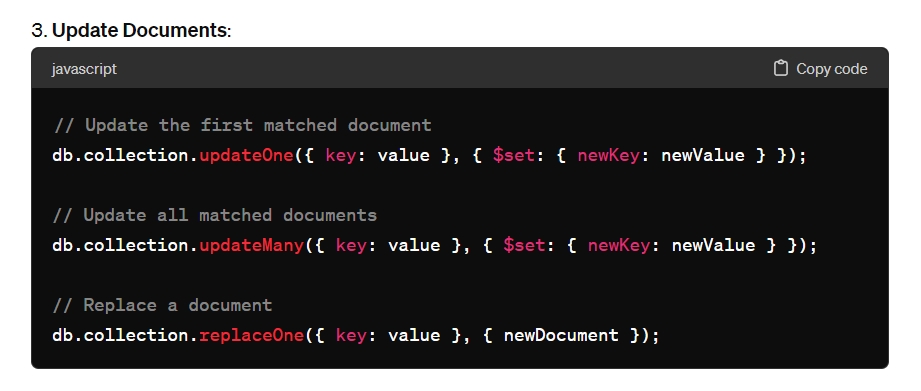 3. Update Documents:
javascript
Copy code
// Update the first matched document
db.collection.updateOne({ key: value }, { $set: { newKey: newValue } });
// Update all matched documents
db.collection.updateMany({ key: value }, { $set: { newKey: newValue } });
// Replace a document
db.collection.replaceOne({ key: value }, { newDocument });